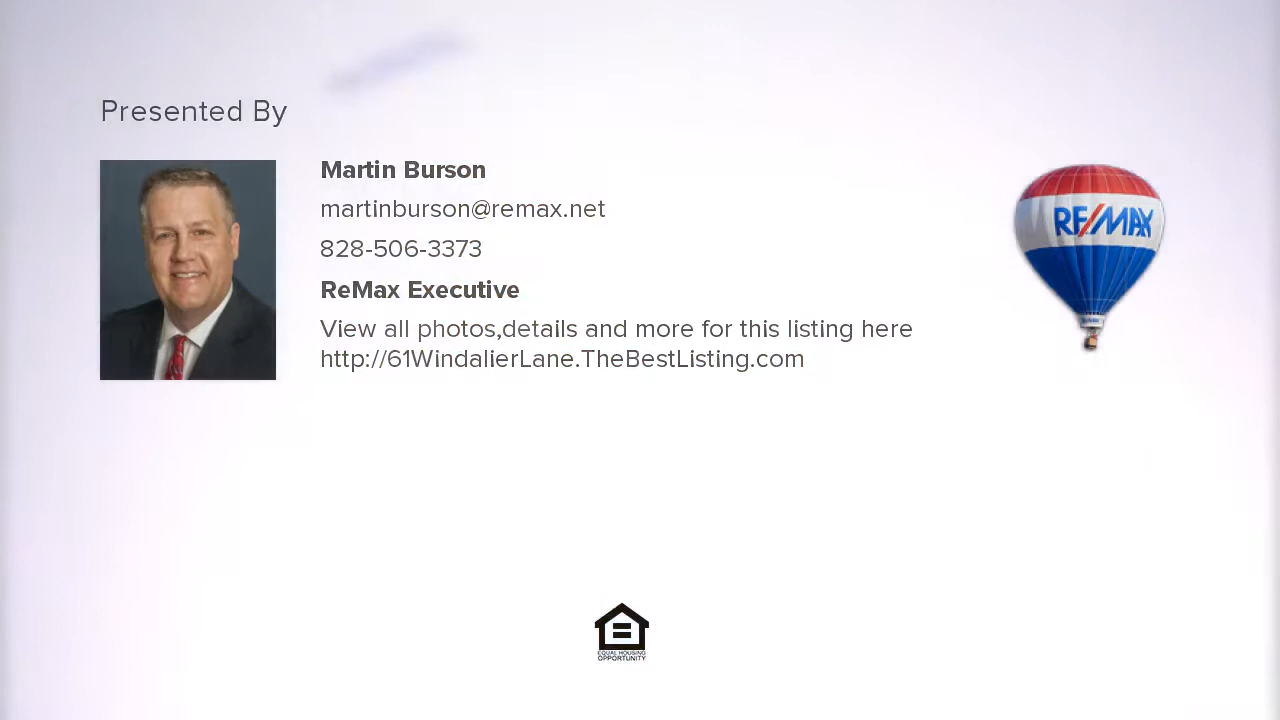 Presented By
Martin Burson
martinburson@remax.net
828-506-3373
ReMax Executive
View all photos,details and more for this listing here
http://61WindalierLane.TheBestListing.com
RE/MAX
EQUAL HOUSING
OPPORTUNITY